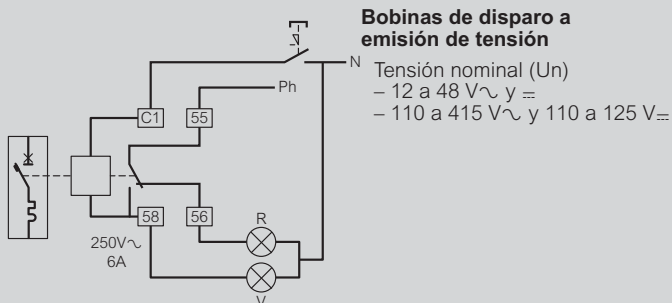 Bobinas de disparo a
emisión de tensión
Tensión nominal (Un)
– 12 a 48 V∿ y ⎓
– 110 a 415 V∿ y 110 a 125 V⎓
N
Ph
C1
55
58
56
250V∿
6A
R
V